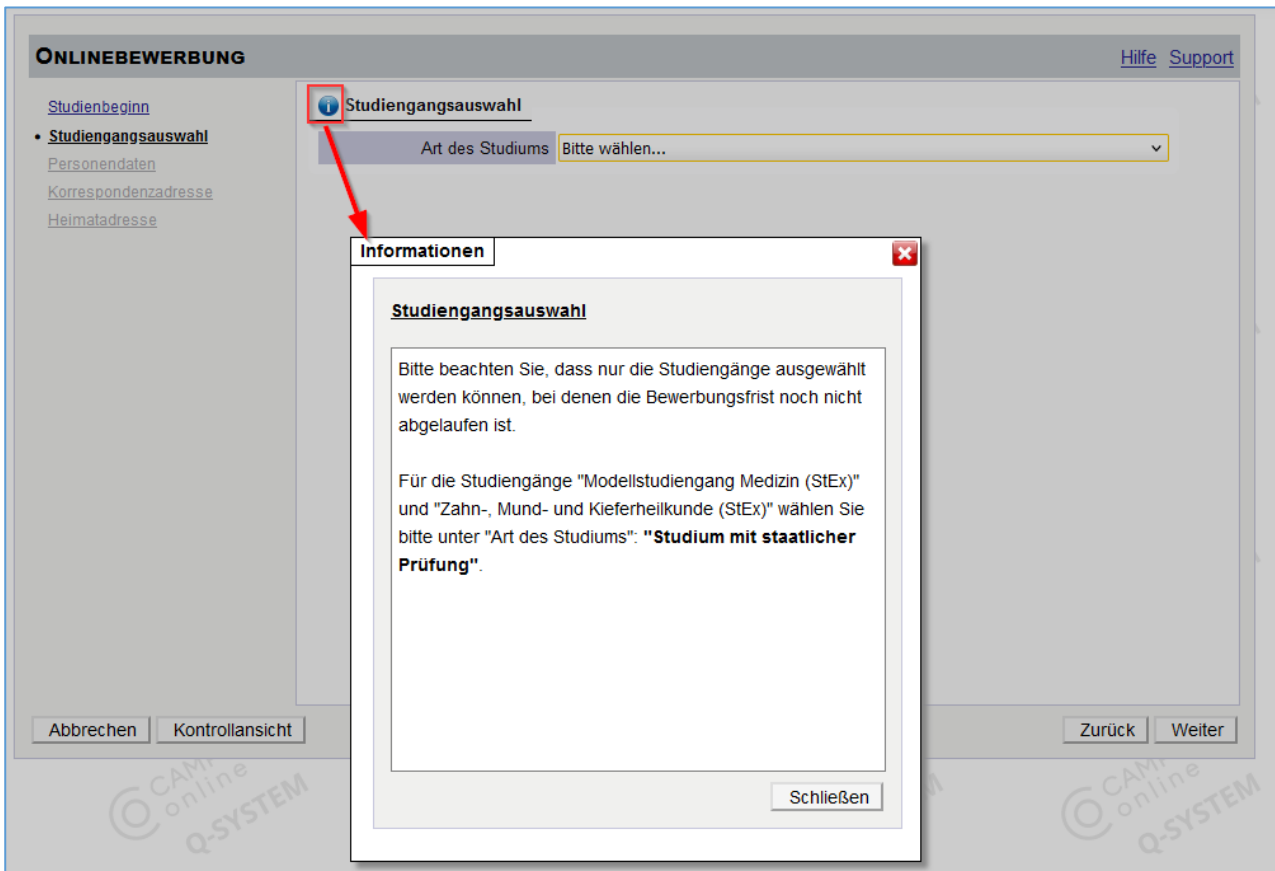 ONLINEBEWERBUNG
Hilfe Support
Studienbeginn
• Studiengangsauswahl
Personendaten
Korrespondenzadresse
Heimatadresse
Studiengangsauswahl
Art des Studiums Bitte wählen...
Informationen
Studiengangsauswahl
Bitte beachten Sie, dass nur die Studiengänge ausgewählt
werden können, bei denen die Bewerbungsfrist noch nicht
abgelaufen ist.
Für die Studiengänge "Modellstudiengang Medizin (StEx)"
und "Zahn-, Mund- und Kieferheilkunde (StEx)" wählen Sie
bitte unter "Art des Studiums": "Studium mit staatlicher
Prüfung".
Schließen
Abbrechen Kontrollansicht
Zurück Weiter
online
Q-SYSTEM
online
Q-SYSTEM